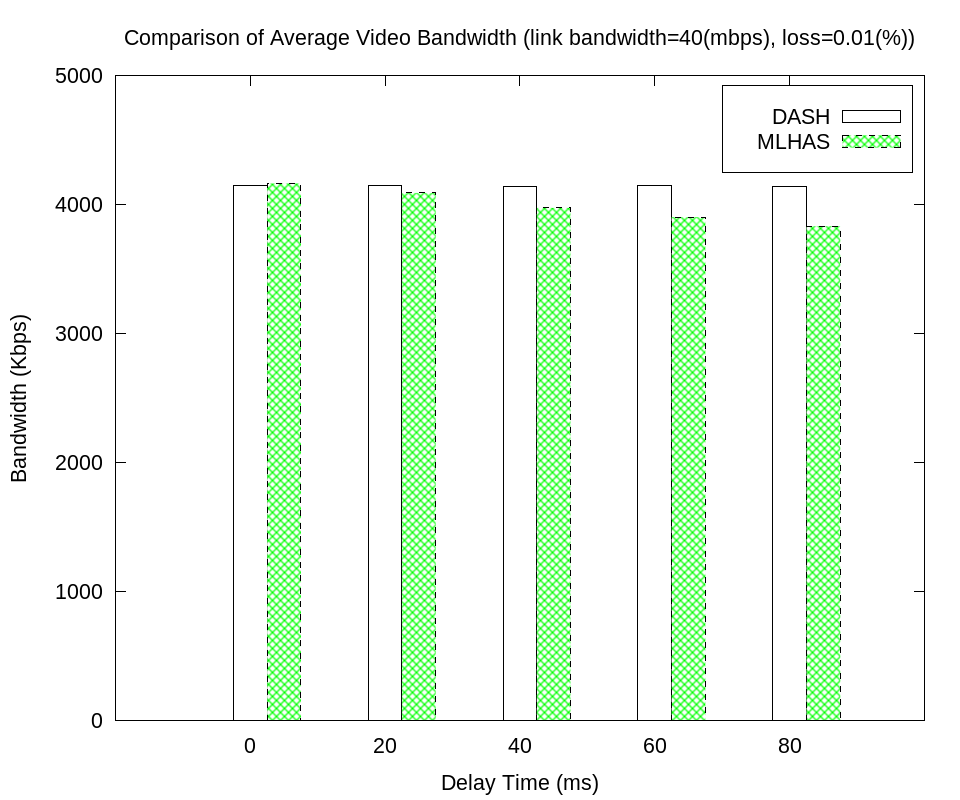 Comparison of Average Video Bandwidth (link bandwidth=40(mbps), loss=0.01(%))
5000
4000
3000
2000
1000
0
Bandwidth (Kbps)
DASH
MLHAS
0 20 40 60 80
Delay Time (ms)